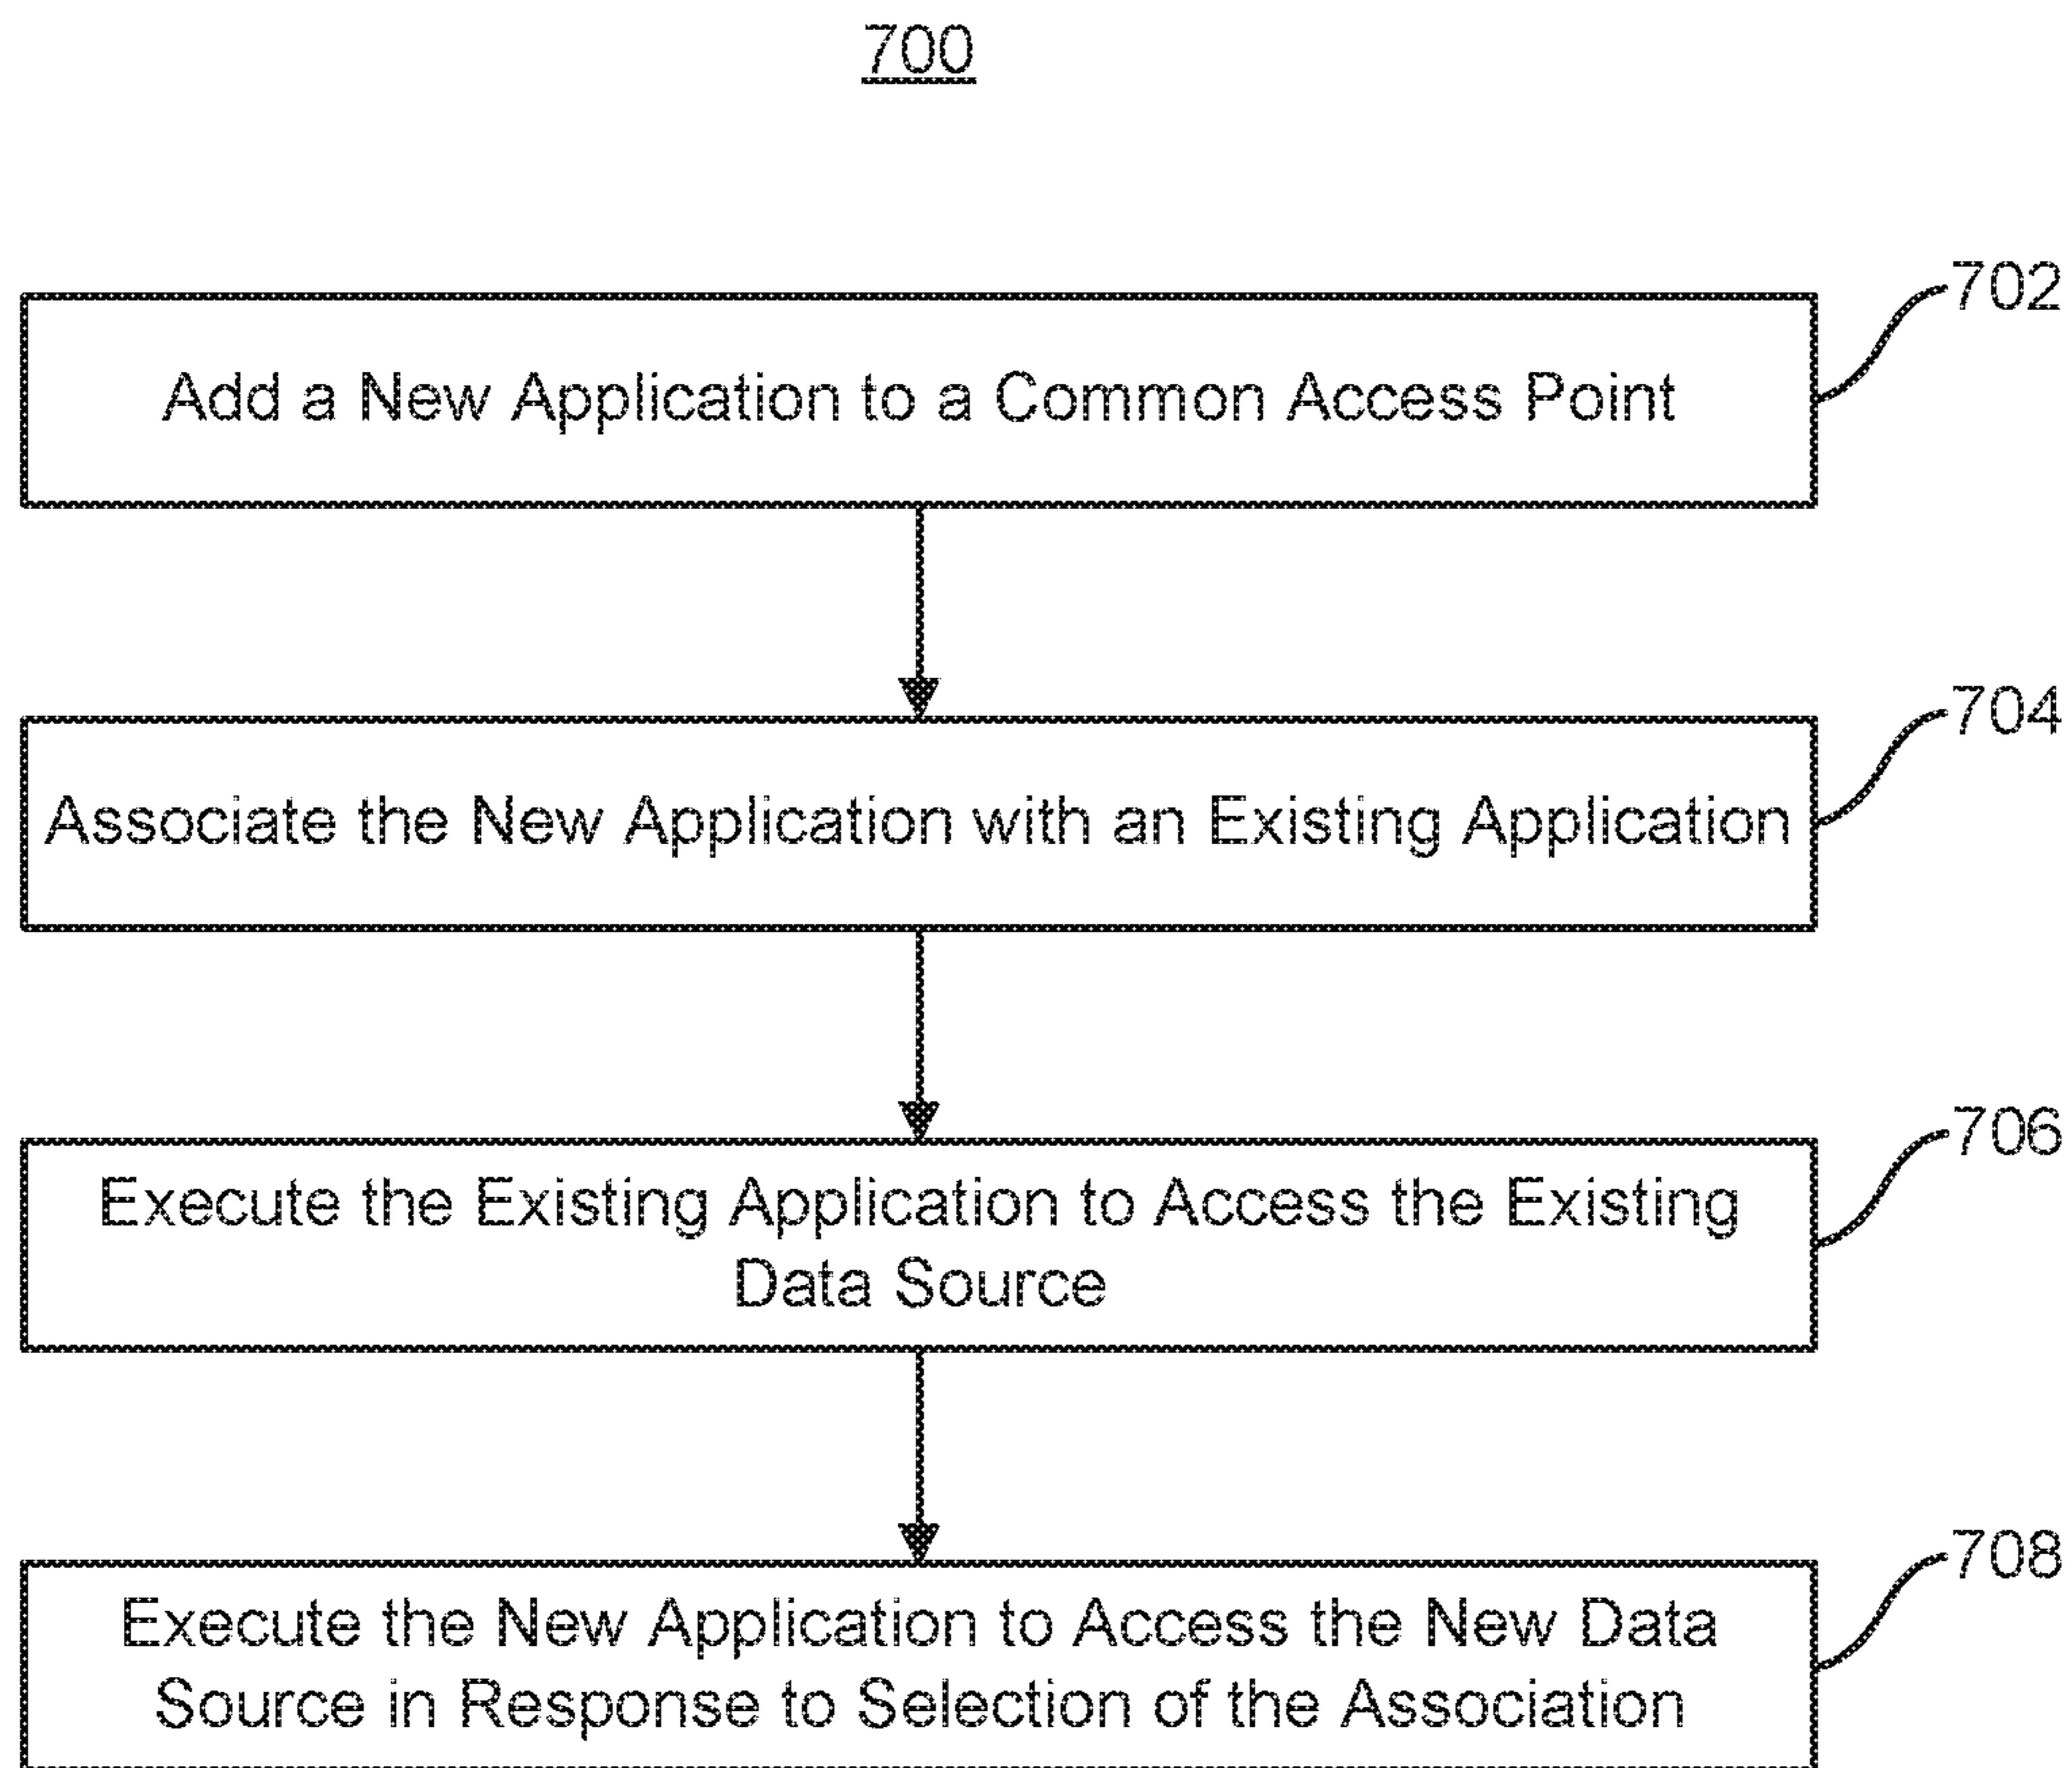 700
702
Add a New Application to a Common Access Point
704
Associate the New Application with an Existing Application
706
Execute the Existing Application to Access the Existing
Data Source
708
Execute the New Application to Access the New Data
Source in Response to Selection of the Association